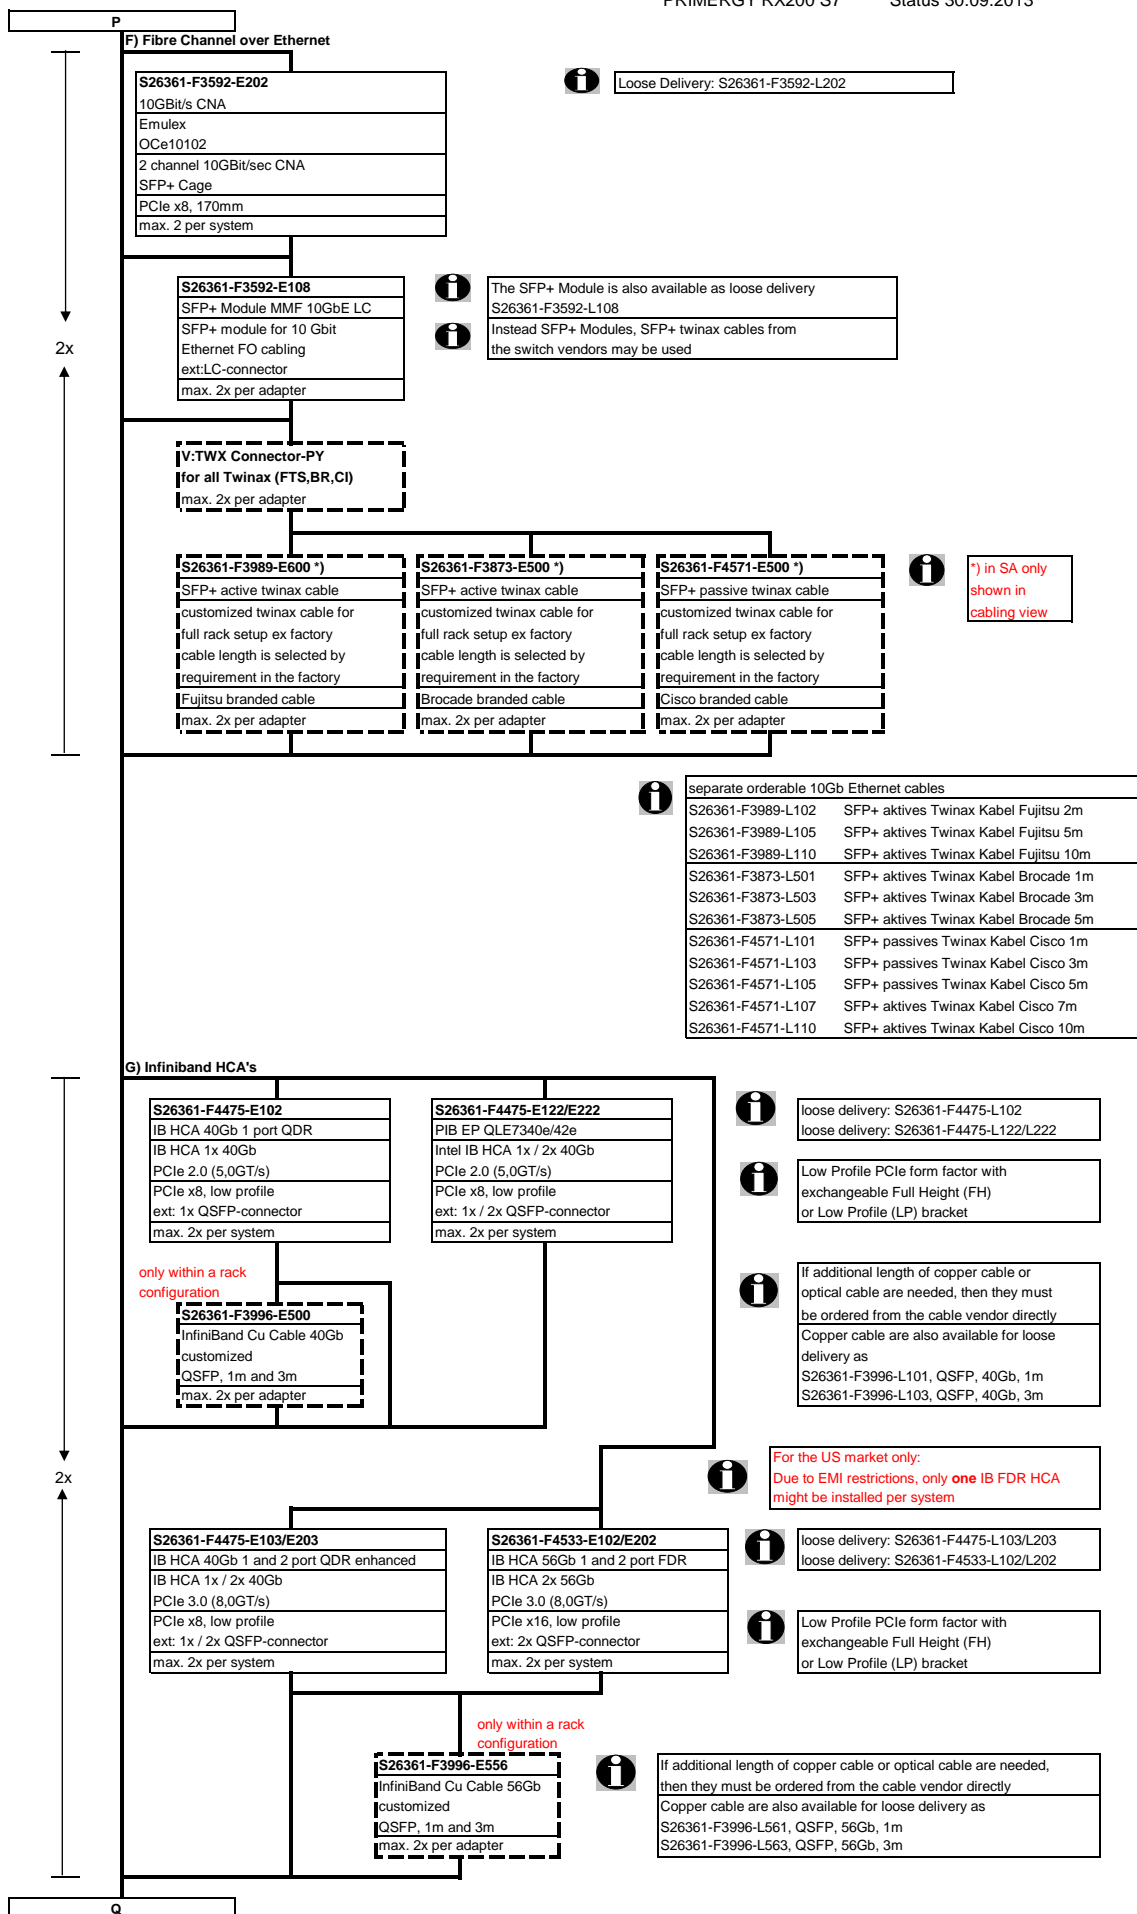 PRIMERGY RX200 S7 Status 30.09.2013
P
F) Fibre Channel over Ethernet
S26361-F3592-E202
10GBit/s CNA
Emulex
OCe10102
2 channel 10GBit/sec CNA
SFP+ Cage
PCIe x8, 170mm
max. 2 per system
Loose Delivery: S26361-F3592-L202
S26361-F3592-E108
SFP+ Module MMF 10GbE LC
SFP+ module for 10 Gbit
Ethernet FO cabling
ext:LC-connector
max. 2x per adapter
The SFP+ Module is also available as loose delivery
S26361-F3592-L108
Instead SFP+ Modules, SFP+ twinax cables from
the switch vendors may be used
2x
V:TWX Connector-PY
for all Twinax (FTS,BR,CI)
max. 2x per adapter
S26361-F3989-E600 *)
SFP+ active twinax cable
customized twinax cable for
full rack setup ex factory
cable length is selected by
requirement in the factory
Fujitsu branded cable
max. 2x per adapter
S26361-F3873-E500 *)
SFP+ active twinax cable
customized twinax cable for
full rack setup ex factory
cable length is selected by
requirement in the factory
Brocade branded cable
max. 2x per adapter
S26361-F4571-E500 *)
SFP+ passive twinax cable
customized twinax cable for
full rack setup ex factory
cable length is selected by
requirement in the factory
Cisco branded cable
max. 2x per adapter
*) in SA only
shown in
cabling view
separate orderable 10Gb Ethernet cables
S26361-F3989-L102 SFP+ aktives Twinax Kabel Fujitsu 2m
S26361-F3989-L105 SFP+ aktives Twinax Kabel Fujitsu 5m
S26361-F3989-L110 SFP+ aktives Twinax Kabel Fujitsu 10m
S26361-F3873-L501 SFP+ aktives Twinax Kabel Brocade 1m
S26361-F3873-L503 SFP+ aktives Twinax Kabel Brocade 3m
S26361-F3873-L505 SFP+ aktives Twinax Kabel Brocade 5m
S26361-F4571-L101 SFP+ passives Twinax Kabel Cisco 1m
S26361-F4571-L103 SFP+ passives Twinax Kabel Cisco 3m
S26361-F4571-L105 SFP+ passives Twinax Kabel Cisco 5m
S26361-F4571-L107 SFP+ aktives Twinax Kabel Cisco 7m
S26361-F4571-L110 SFP+ aktives Twinax Kabel Cisco 10m
G) Infiniband HCA's
S26361-F4475-E102
IB HCA 40Gb 1 port QDR
IB HCA 1x 40Gb
PCIe 2.0 (5,0GT/s)
PCIe x8, low profile
ext: 1x QSFP-connector
max. 2x per system
S26361-F4475-E122/E222
PIB EP QLE7340e/42e
Intel IB HCA 1x / 2x 40Gb
PCIe 2.0 (5,0GT/s)
PCIe x8, low profile
ext: 1x / 2x QSFP-connector
max. 2x per system
loose delivery: S26361-F4475-L102
loose delivery: S26361-F4475-L122/L222
Low Profile PCIe form factor with
exchangeable Full Height (FH)
or Low Profile (LP) bracket
only within a rack
configuration
S26361-F3996-E500
InfiniBand Cu Cable 40Gb
customized
QSFP, 1m and 3m
max. 2x per adapter
If additional length of copper cable or
optical cable are needed, then they must
be ordered from the cable vendor directly
Copper cable are also available for loose
delivery as
S26361-F3996-L101, QSFP, 40Gb, 1m
S26361-F3996-L103, QSFP, 40Gb, 3m
2x
For the US market only:
Due to EMI restrictions, only one IB FDR HCA
might be installed per system
S26361-F4475-E103/E203
IB HCA 40Gb 1 and 2 port QDR enhanced
IB HCA 1x / 2x 40Gb
PCIe 3.0 (8,0GT/s)
PCIe x8, low profile
ext: 1x / 2x QSFP-connector
max. 2x per system
S26361-F4533-E102/E202
IB HCA 56Gb 1 and 2 port FDR
IB HCA 2x 56Gb
PCIe 3.0 (8,0GT/s)
PCIe x16, low profile
ext: 2x QSFP-connector
max. 2x per system
loose delivery: S26361-F4475-L103/L203
loose delivery: S26361-F4533-L102/L202
Low Profile PCIe form factor with
exchangeable Full Height (FH)
or Low Profile (LP) bracket
only within a rack
configuration
S26361-F3996-E556
InfiniBand Cu Cable 56Gb
customized
QSFP, 1m and 3m
max. 2x per adapter
If additional length of copper cable or optical cable are needed,
then they must be ordered from the cable vendor directly
Copper cable are also available for loose delivery as
S26361-F3996-L561, QSFP, 56Gb, 1m
S26361-F3996-L563, QSFP, 56Gb, 3m
Q